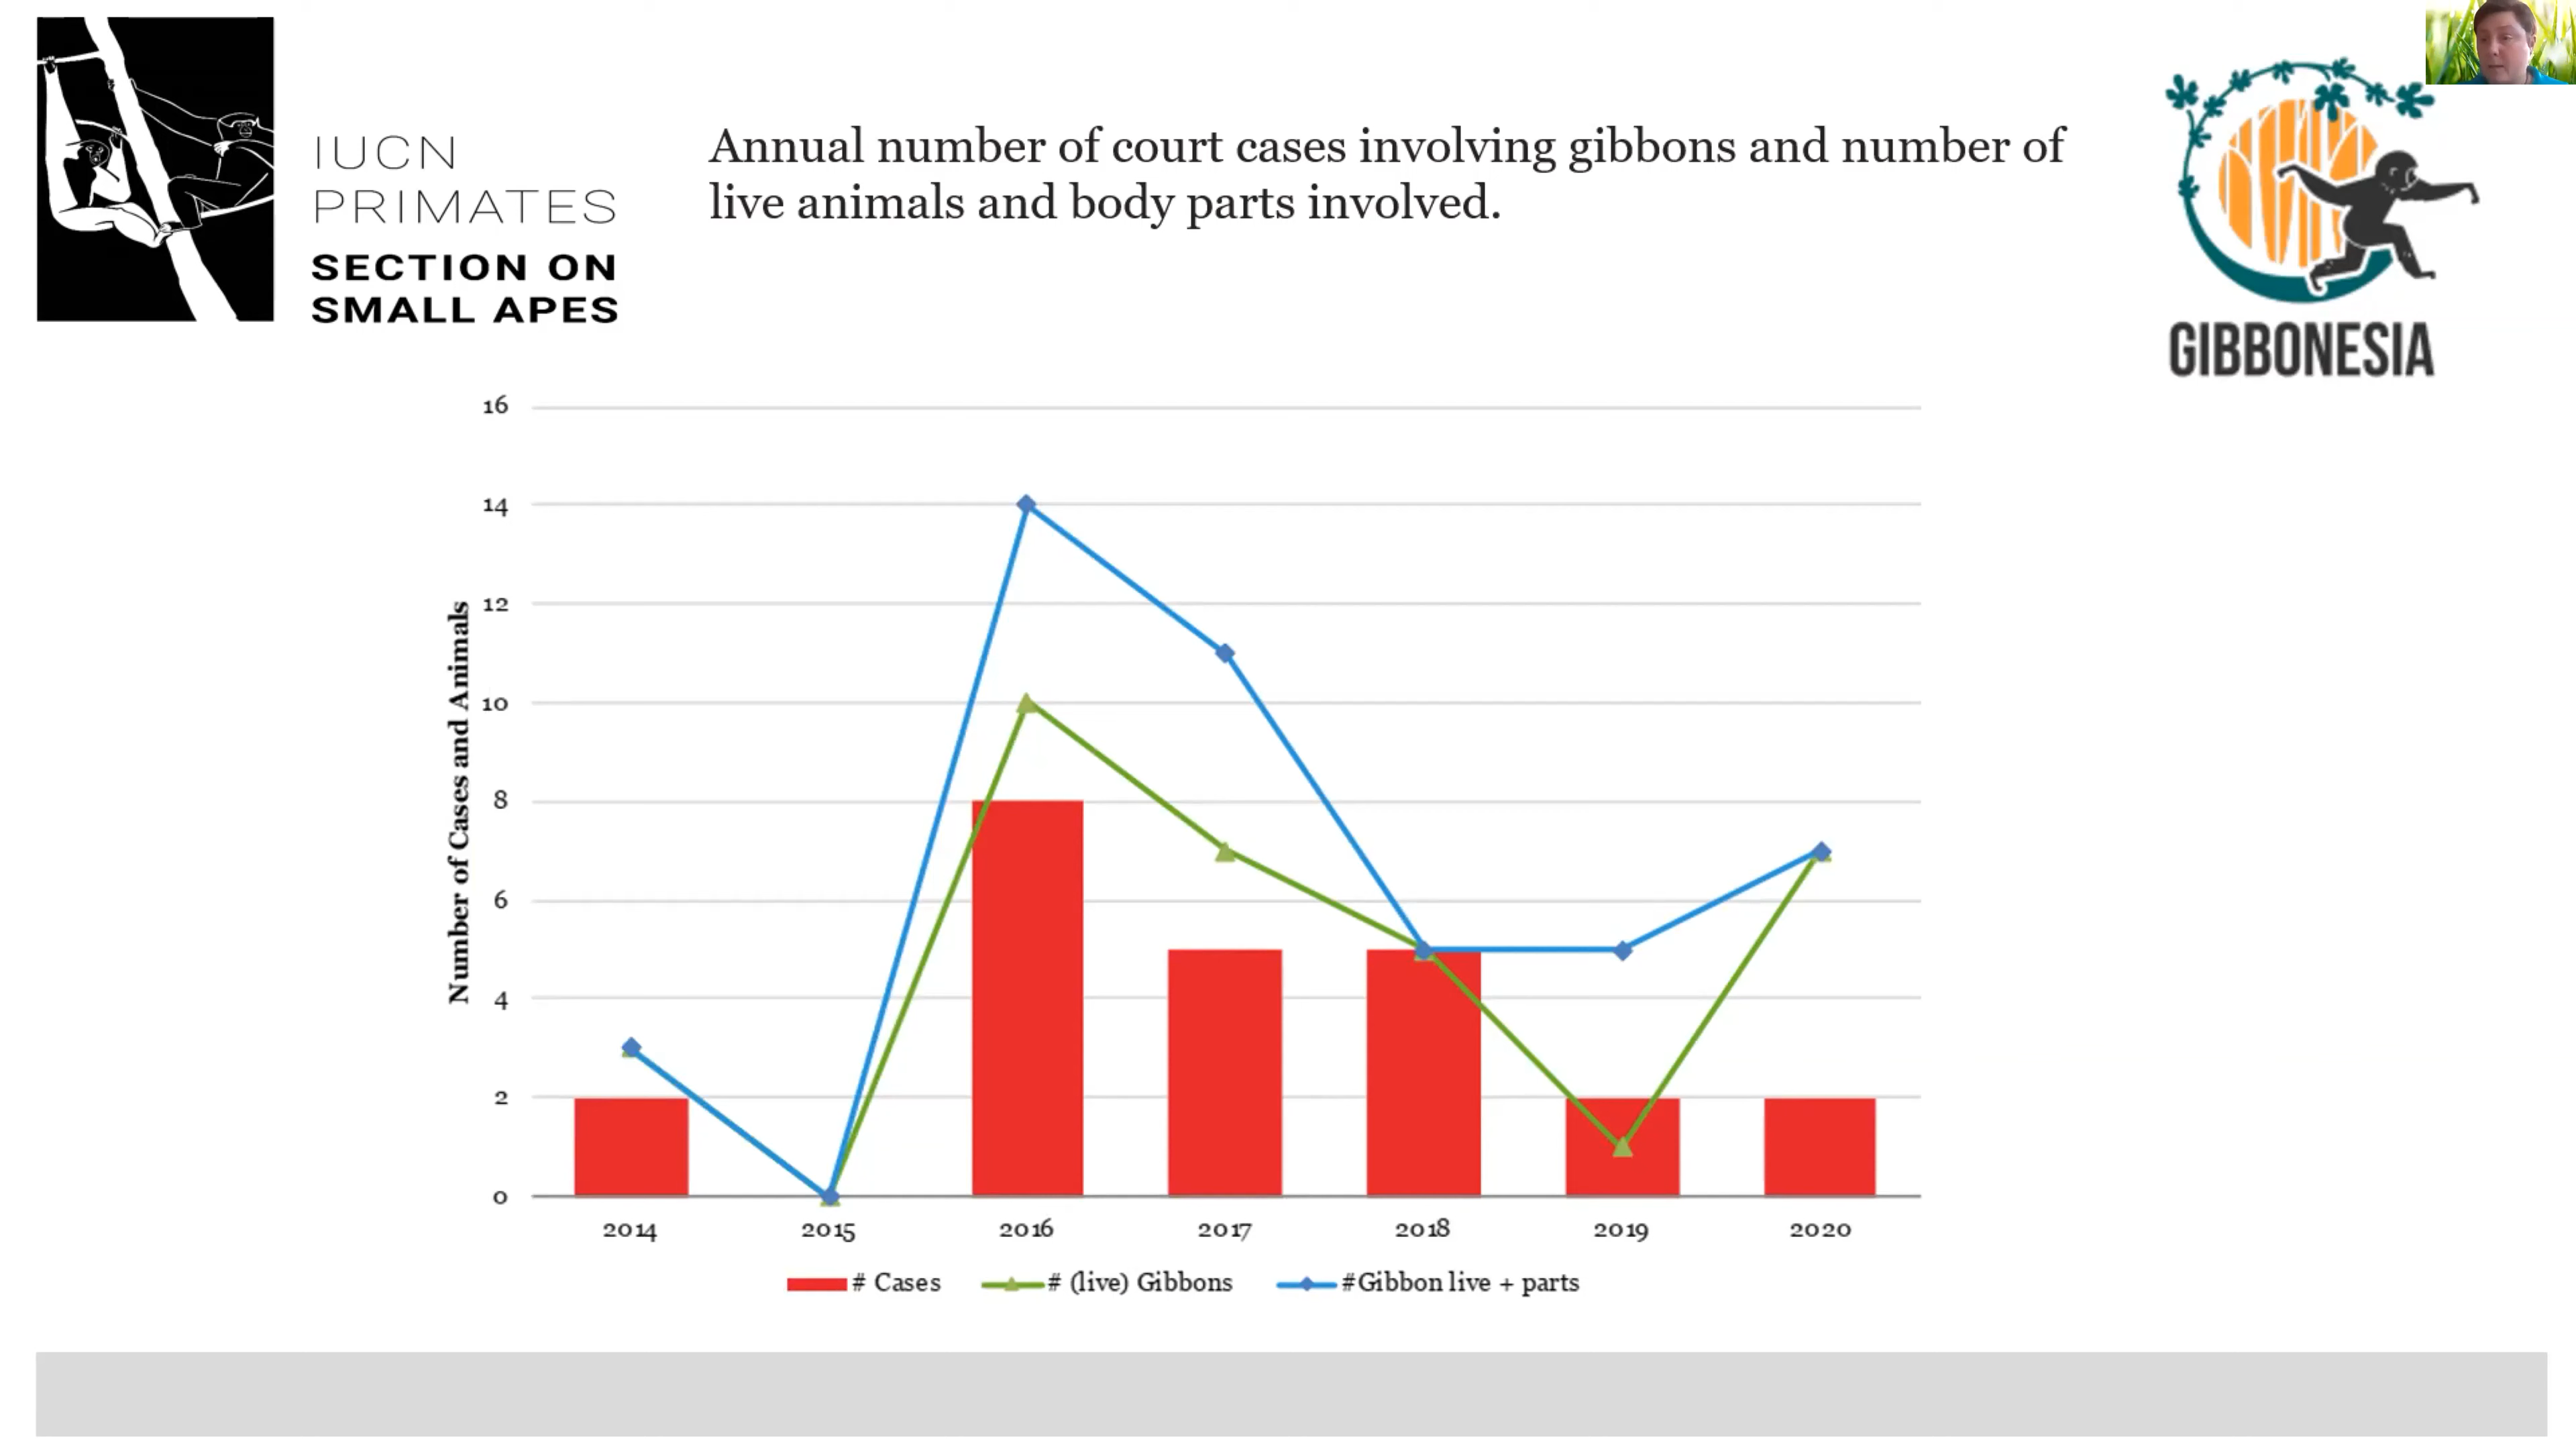 IUCN
PRIMATES
SECTION ON
SMALL APES
Annual number of court cases involving gibbons and number of
live animals and body parts involved.
GIBBONESIA
Number of Cases and Animals
16
14
12
10
8
6
4
2
0
2014 2015 2016 2017 2018 2019 2020
# Cases # (live) Gibbons #Gibbon live + parts